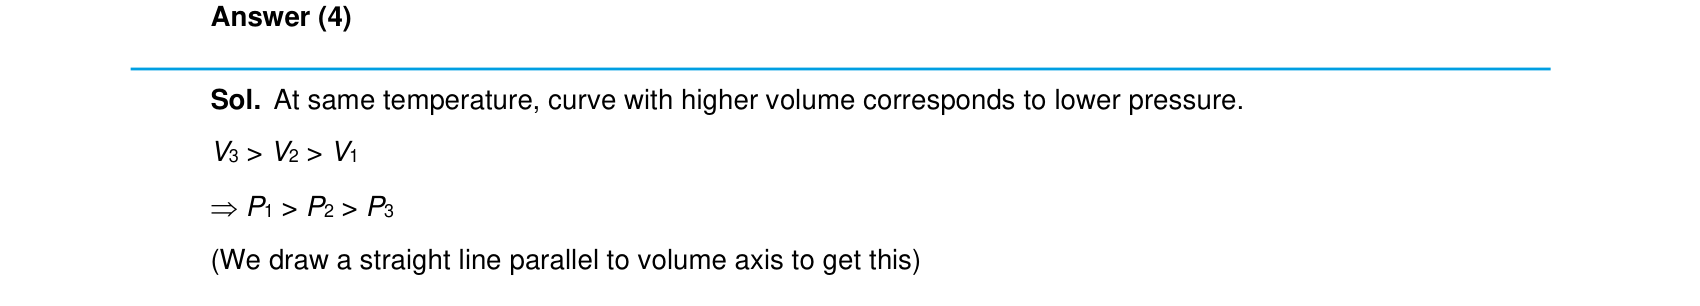 Answer (4)
Sol. At same temperature, curve with higher volume corresponds to lower pressure.
V3 > V2 > V1
⇒ P1 > P2 > P3
(We draw a straight line parallel to volume axis to get this)